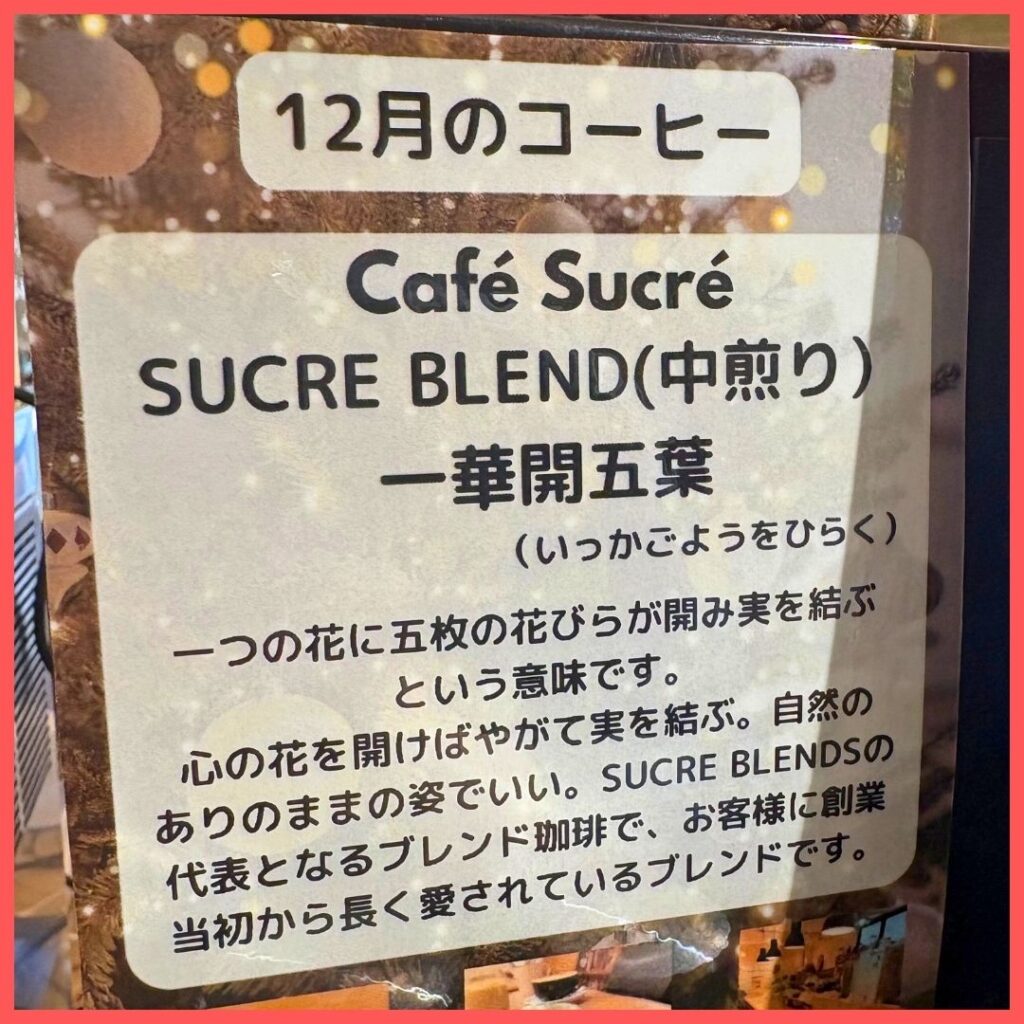 12月のコーヒー
Café Sucré
SUCRE BLEND(中煎り)
一華開五葉
(いっかごようをひらく)
一つの花に五枚の花びらが開み実を結ぶ
という意味です。
心の花を開けばやがて実を結ぶ。自然の
ありのままの姿でいい。SUCRE BLENDSの
代表となるブレンド珈琲で、お客様に創業
当初から長く愛されているブレンドです。